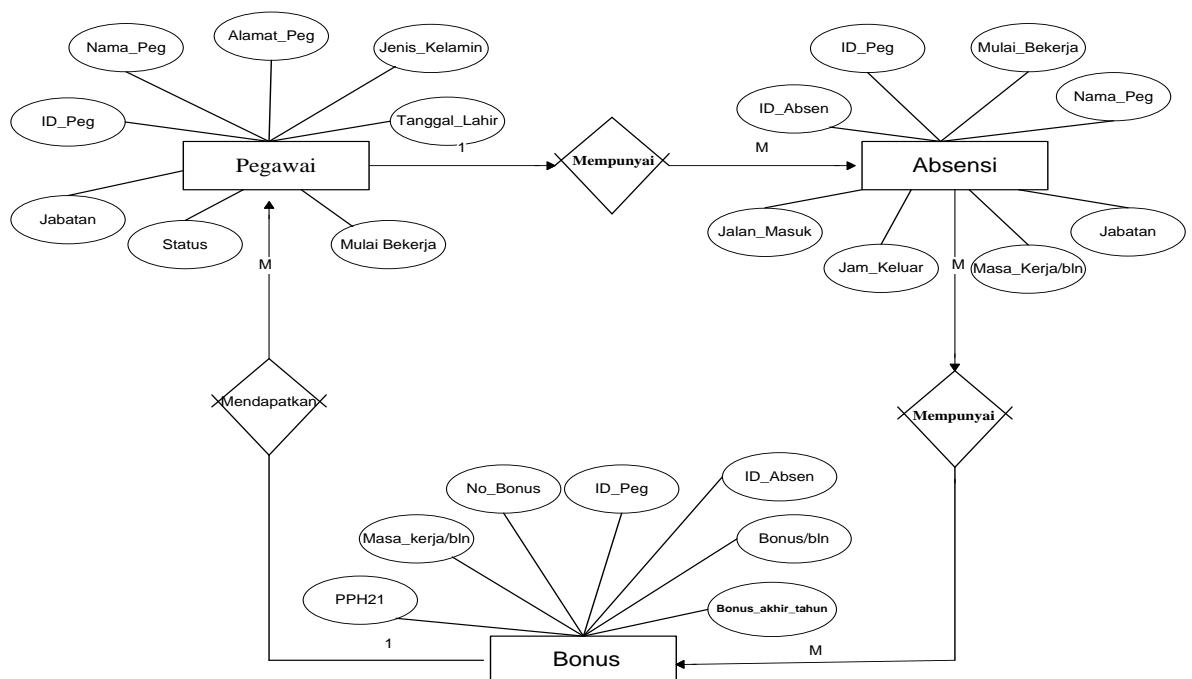 Nama_Peg
Alamat_Peg
Jenis_Kelamin
ID_Peg
Tanggal_Lahir
Pegawai
Jabatan
Status
Mulai Bekerja
1
Mempunyai
M
ID_Peg
Mulai_Bekerja
ID_Absen
Nama_Peg
Absensi
Jalan_Masuk
Jam_Keluar
Masa_Kerja/bln
Jabatan
M
M
Mendapatkan
Mempunyai
No_Bonus
ID_Peg
ID_Absen
Masa_kerja/bln
Bonus/bln
PPH21
Bonus_akhir_tahun
1
Bonus
M